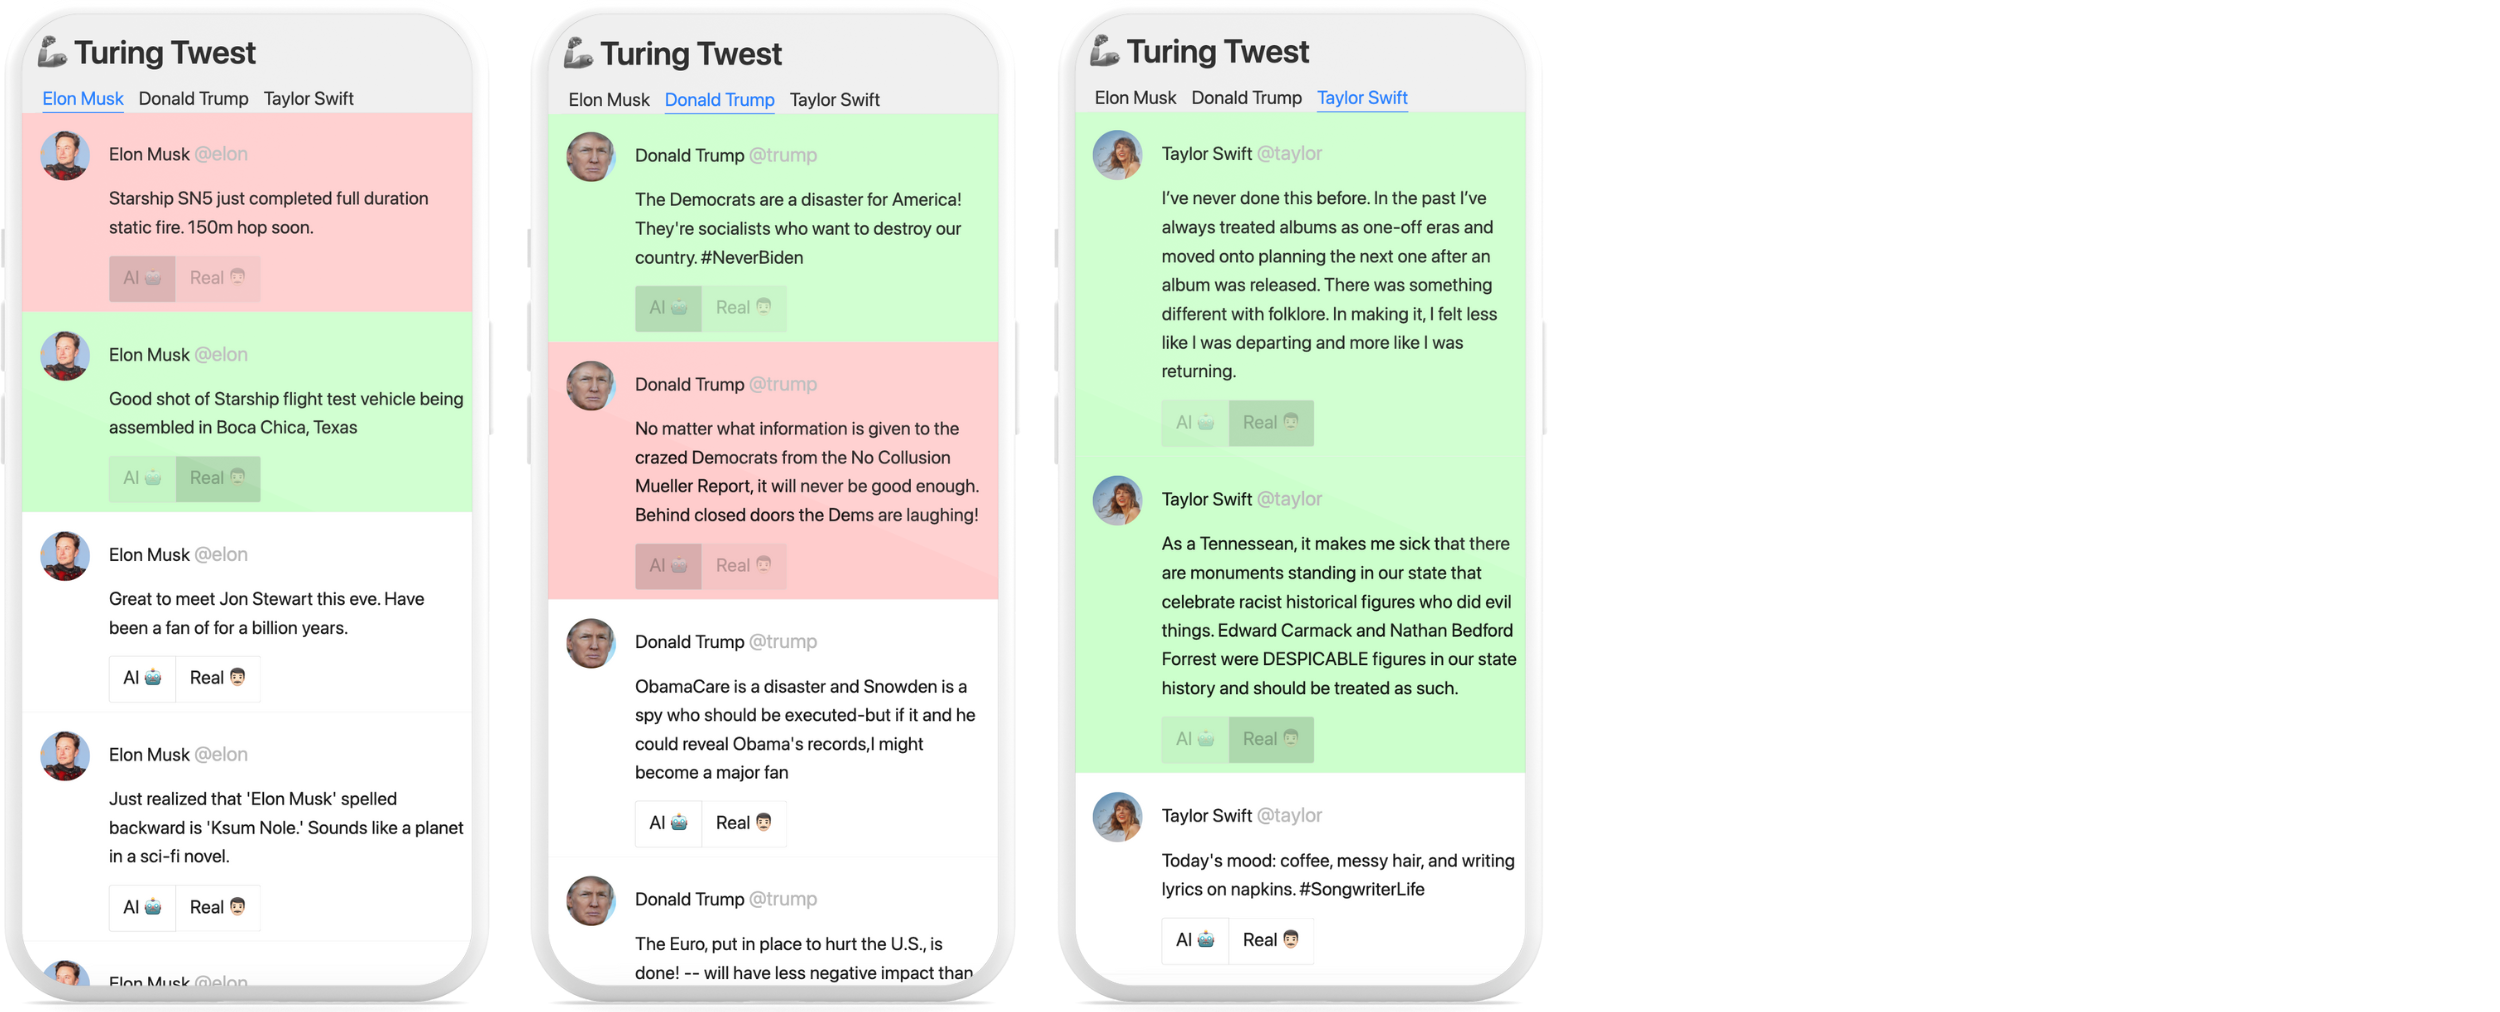 Turing Twest
Elon Musk Donald Trump Taylor Swift
Elon Musk @elon
Starship SN5 just completed full duration
static fire. 150m hop soon.
AI Real
Elon Musk @elon
Good shot of Starship flight test vehicle being
assembled in Boca Chica, Texas
AI Real
Elon Musk @elon
Great to meet Jon Stewart this eve. Have
been a fan of for a billion years.
AI Real
Elon Musk @elon
Just realized that 'Elon Musk' spelled
backward is 'Ksum Nole.' Sounds like a planet
in a sci-fi novel.
AI Real
Elon Musk @elon
Turing Twest
Elon Musk Donald Trump Taylor Swift
Donald Trump @trump
The Democrats are a disaster for America!
They're socialists who want to destroy our
country. #NeverBiden
AI Real
Donald Trump @trump
No matter what information is given to the
crazed Democrats from the No Collusion
Mueller Report, it will never be good enough.
Behind closed doors the Dems are laughing!
AI Real
Donald Trump @trump
ObamaCare is a disaster and Snowden is a
spy who should be executed-but if it and he
could reveal Obama's records,I might
become a major fan
AI Real
Donald Trump @trump
The Euro, put in place to hurt the U.S., is
done! -- will have less negative impact than
Turing Twest
Elon Musk Donald Trump Taylor Swift
Taylor Swift @taylor
I've never done this before. In the past I've
always treated albums as one-off eras and
moved onto planning the next one after an
album was released. There was something
different with folklore. In making it, I felt less
like I was departing and more like I was
returning.
AI Real
Taylor Swift @taylor
As a Tennessean, it makes me sick that there
are monuments standing in our state that
celebrate racist historical figures who did evil
things. Edward Carmack and Nathan Bedford
Forrest were DESPICABLE figures in our state
history and should be treated as such.
AI Real
Taylor Swift @taylor
Today's mood: coffee, messy hair, and writing
lyrics on napkins. #SongwriterLife
AI Real